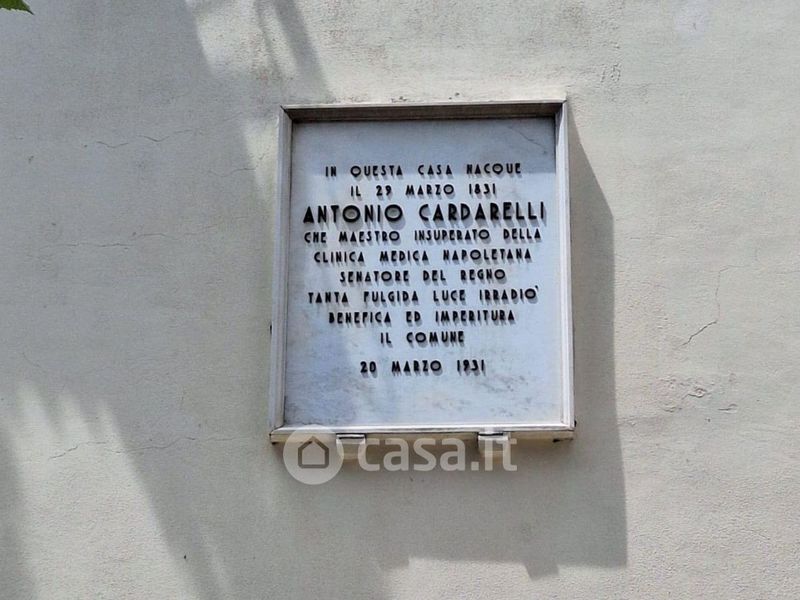 IN QUESTA CASA NACQUE
IL 29 MARZO 1831
ANTONIO CARDARELLI
CHE MAESTRO INSUPERATO DELLA
CLINICA MEDICA NAPOLETANA
SENATORE DEL REGNO
TANTA FULGIDA LUCE IRRADIO'
BENEFICA ED IMPERITURA
IL COMUNE
20 MARZO 1931
casa.it